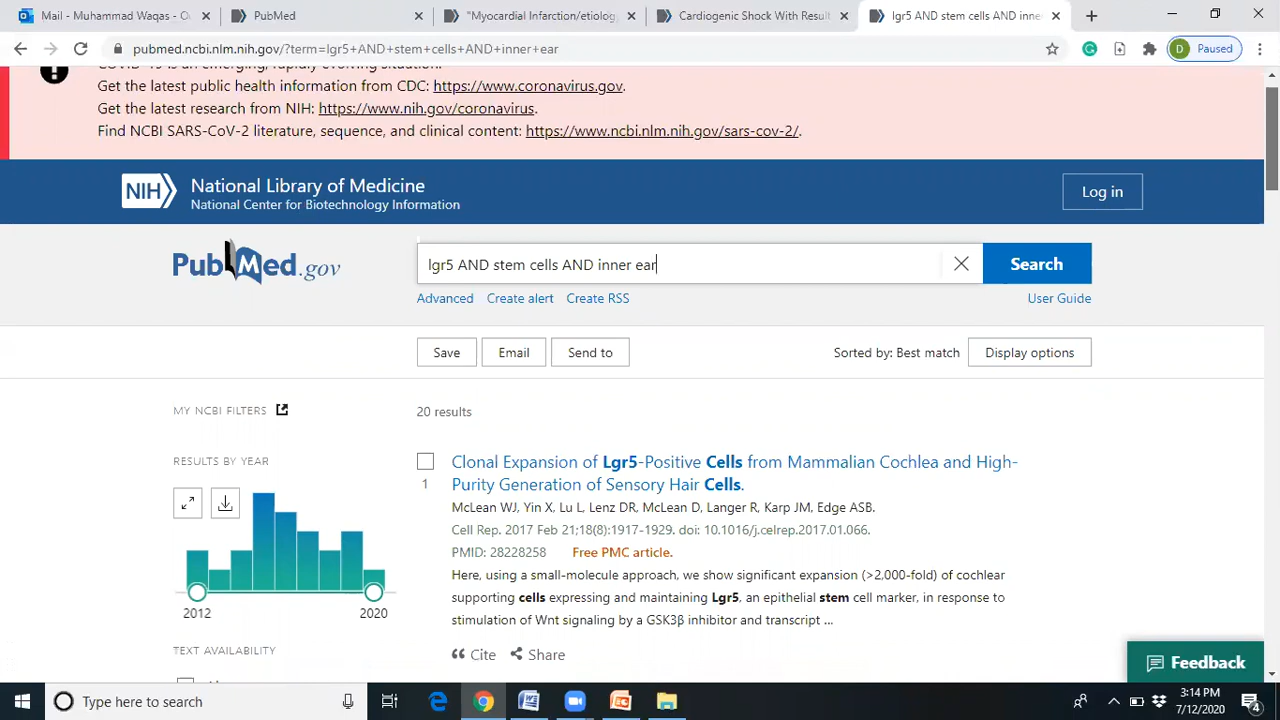 Mail - Muhammad Waqas - O
PubMed
"Myocardial Infarction/etiolog
Cardiogenic Shock With Result
lgr5 AND stem cells AND inner
pubmed.ncbi.nlm.nih.gov/?term=lgr5+AND+stem+cells+AND+inner+ear
D Paused
COVID-19 is an emerging, rapidly evolving situation.
Get the latest public health information from CDC: https://www.coronavirus.gov.
Get the latest research from NIH: https://www.nih.gov/coronavirus.
Find NCBI SARS-CoV-2 literature, sequence, and clinical content: https://www.ncbi.nlm.nih.gov/sars-cov-2/.
NIH
National Library of Medicine
National Center for Biotechnology Information
Log in
PubMed.gov
lgr5 AND stem cells AND inner ear
Search
Advanced
Create alert
Create RSS
User Guide
Save
Email
Send to
Sorted by: Best match
Display options
MY NCBI FILTERS
20 results
RESULTS BY YEAR
2012
2020
TEXT AVAILABILITY
1
Clonal Expansion of Lgr5-Positive Cells from Mammalian Cochlea and High-
Purity Generation of Sensory Hair Cells.
McLean WJ, Yin X, Lu L, Lenz DR, McLean D, Langer R, Karp JM, Edge ASB.
Cell Rep. 2017 Feb 21;18(8):1917-1929. doi: 10.1016/j.celrep.2017.01.066.
PMID: 28228258 Free PMC article.
Here, using a small-molecule approach, we show significant expansion (>2,000-fold) of cochlear
supporting cells expressing and maintaining Lgr5, an epithelial stem cell marker, in response to
stimulation of Wnt signaling by a GSK3β inhibitor and transcript ...
Cite
Share
Feedback
Type here to search
3:14 PM
7/12/2020
4